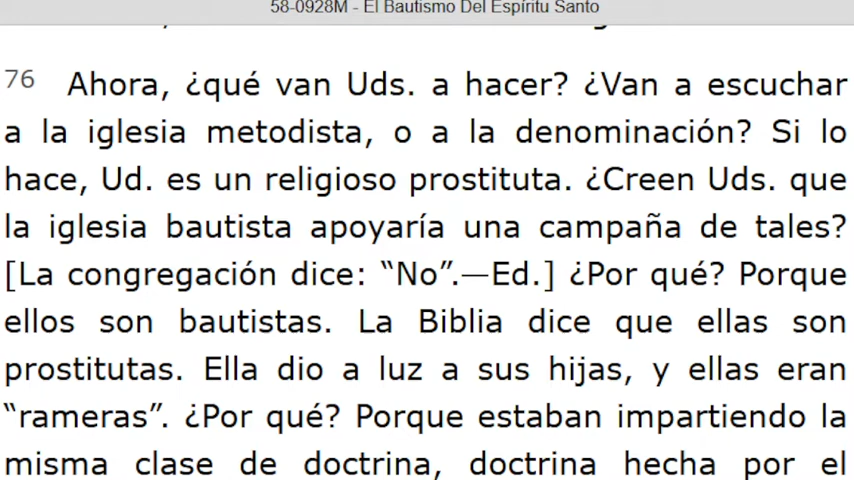 58-0928M - El Bautismo Del Espíritu Santo
76 Ahora, ¿qué van Uds. a hacer? ¿Van a escuchar
a la iglesia metodista, o a la denominación? Si lo
hace, Ud. es un religioso prostituta. ¿Creen Uds. que
la iglesia bautista apoyaría una campaña de tales?
[La congregación dice: “No”.—Ed.] ¿Por qué? Porque
ellos son bautistas. La Biblia dice que ellas son
prostitutas. Ella dio a luz a sus hijas, y ellas eran
“rameras”. ¿Por qué? Porque estaban impartiendo la
misma clase de doctrina, doctrina hecha por el